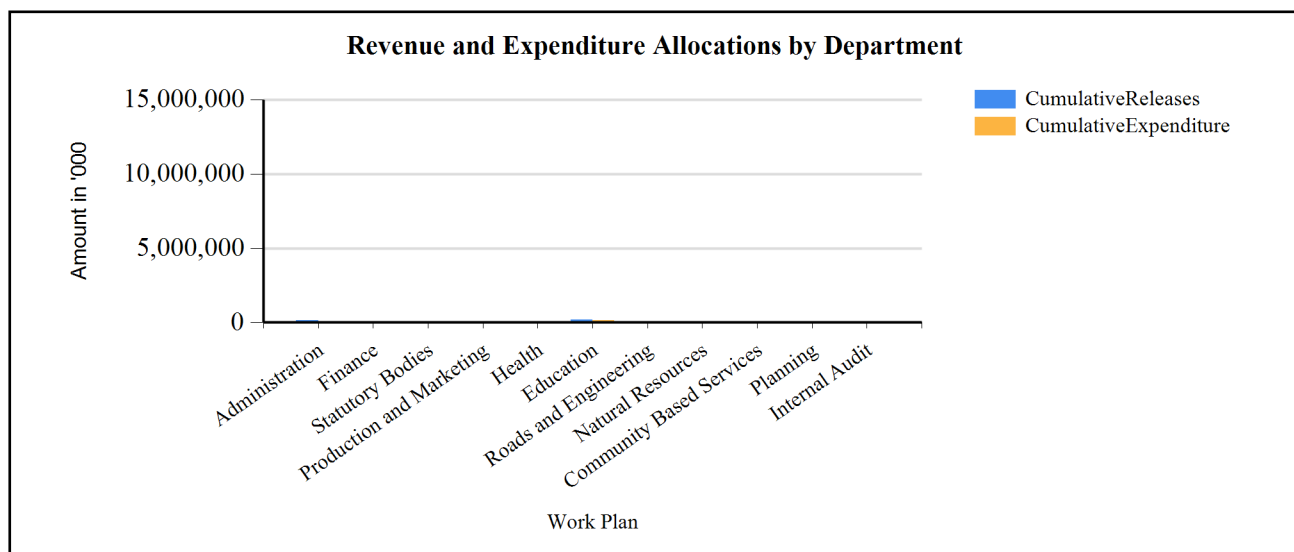 Revenue and Expenditure Allocations by Department
15,000,000
10,000,000
5,000,000
0
Amount in '000
CumulativeReleases
CumulativeExpenditure
Administration
Finance
Statutory Bodies
Production and Marketing
Health
Education
Roads and Engineering
Natural Resources
Community Based Services
Planning
Internal Audit
Work Plan